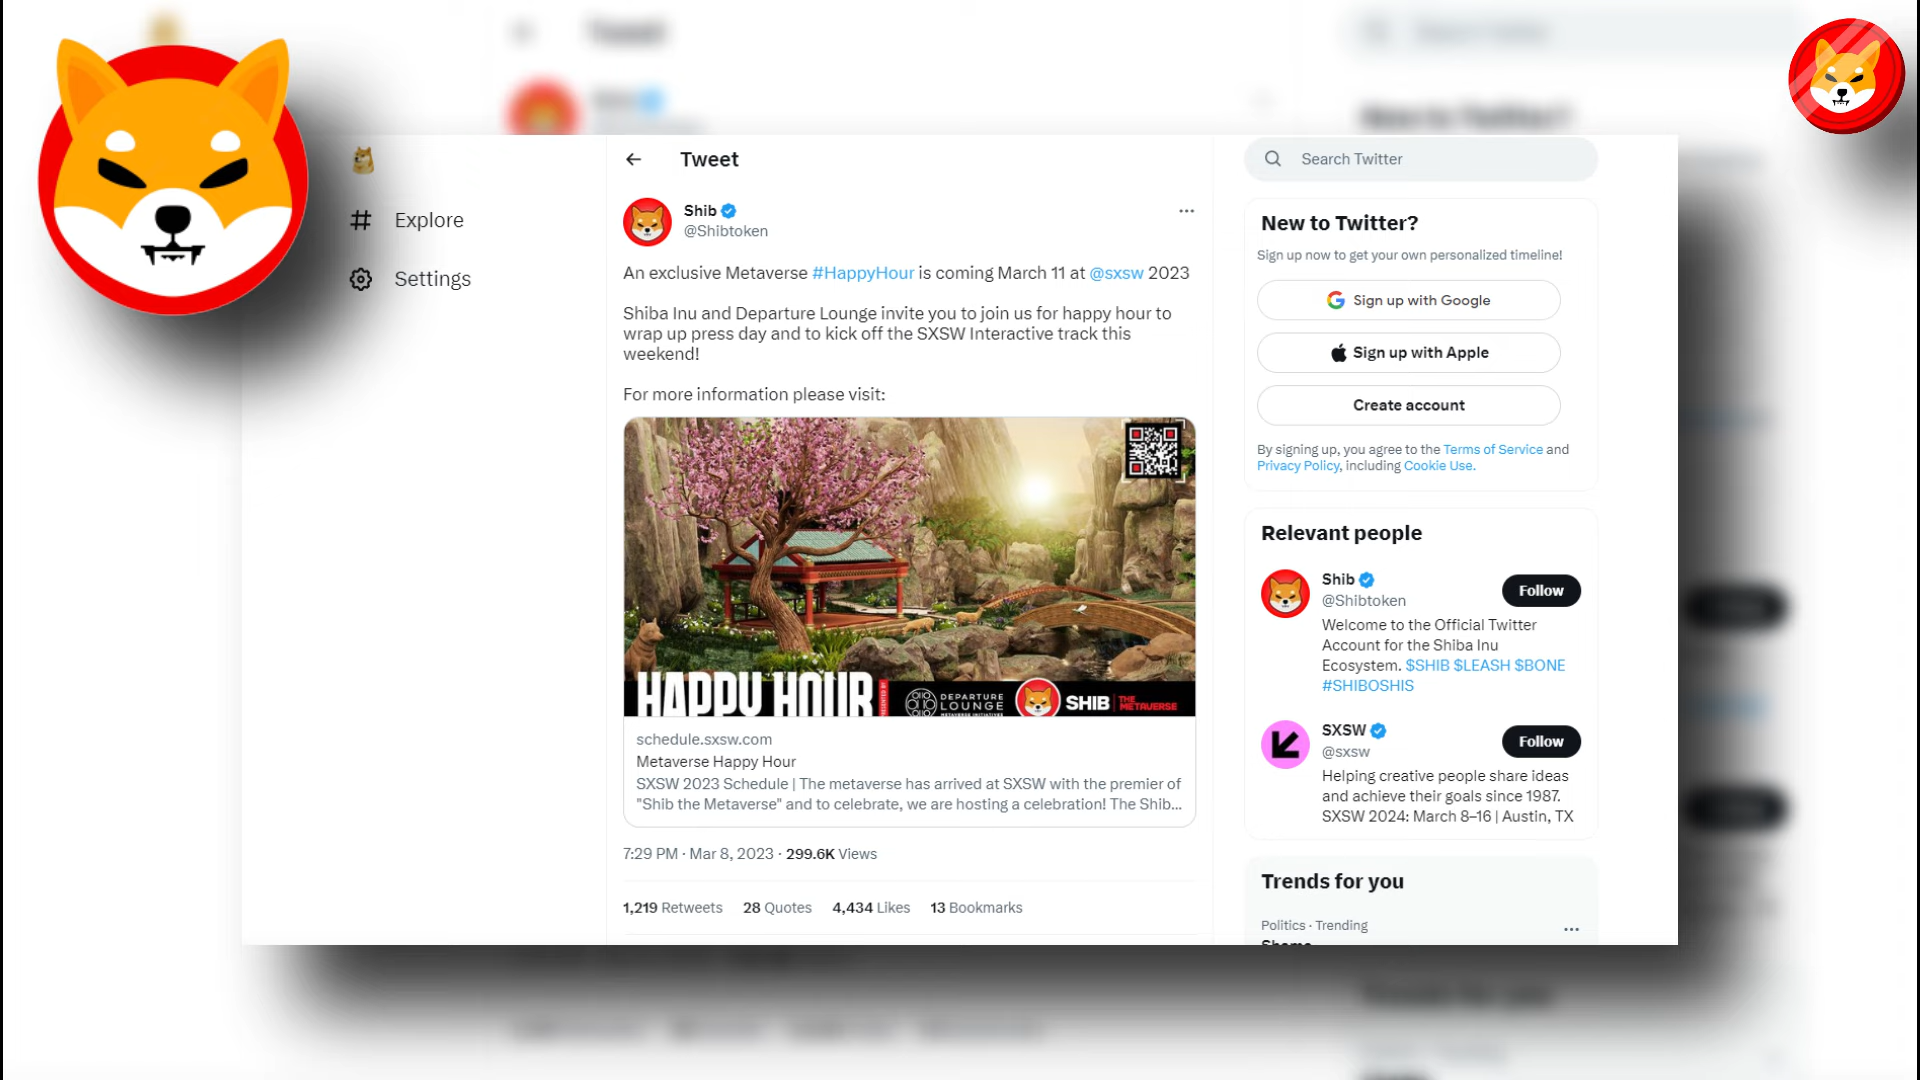 Explore
Settings
Tweet
Shib
@Shibtoken
An exclusive Metaverse #HappyHour is coming March 11 at @sxsw 2023
Shiba Inu and Departure Lounge invite you to join us for happy hour to
wrap up press day and to kick off the SXSW Interactive track this
weekend!
For more information please visit:
HAPPY HOUR
PRESENTED BY
DEPARTURE
LOUNGE
METAVERSE INITIATIVES
SHIB
THE
METAVERSE
schedule.sxsw.com
Metaverse Happy Hour
SXSW 2023 Schedule | The metaverse has arrived at SXSW with the premier of
"Shib the Metaverse" and to celebrate, we are hosting a celebration! The Shib...
7:29 PM · Mar 8, 2023 · 299.6K Views
1,219 Retweets 28 Quotes 4,434 Likes 13 Bookmarks
Search Twitter
New to Twitter?
Sign up now to get your own personalized timeline!
Sign up with Google
Sign up with Apple
Create account
By signing up, you agree to the Terms of Service and
Privacy Policy, including Cookie Use.
Relevant people
Shib
@Shibtoken
Follow
Welcome to the Official Twitter
Account for the Shiba Inu
Ecosystem. $SHIB $LEASH $BONE
#SHIBOSHIS
SXSW
@sxsw
Follow
Helping creative people share ideas
and achieve their goals since 1987.
SXSW 2024: March 8–16 | Austin, TX
Trends for you
Politics · Trending